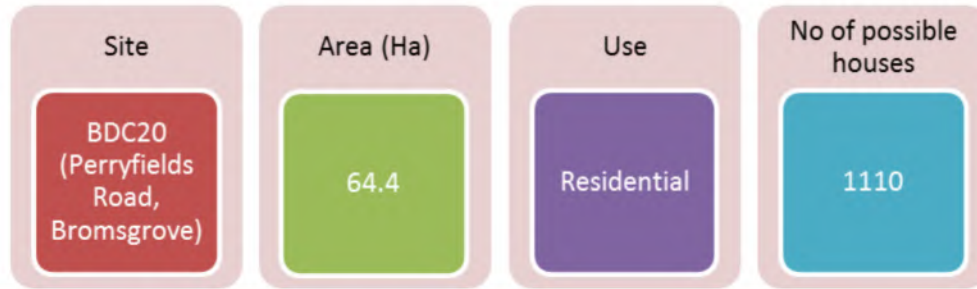 Site
BDC20
(Perryfields
Road,
Bromsgrove)
Area (Ha)
64.4
Use
Residential
No of possible
houses
1110